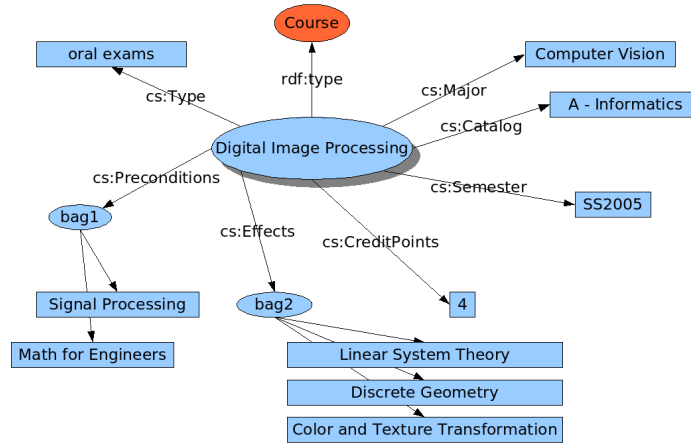 Course
oral exams
Computer Vision
rdf:type
cs:Type
cs:Major
A - Informatics
cs:Catalog
Digital Image Processing
cs:Preconditions
cs:Semester
SS2005
bag1
cs:Effects
cs:CreditPoints
Signal Processing
bag2
4
Math for Engineers
Linear System Theory
Discrete Geometry
Color and Texture Transformation